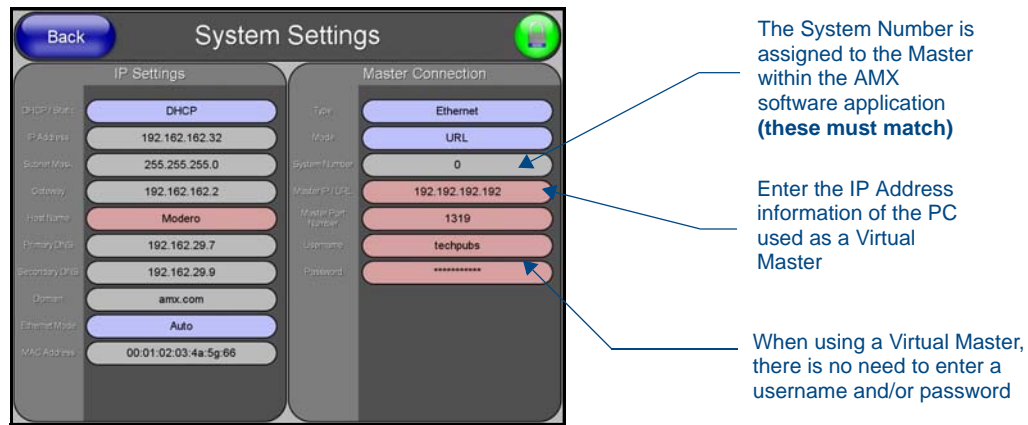 Back
System Settings
IP Settings
DHCP / Static
DHCP
IP Address
192.162.162.32
Subnet Mask
255.255.255.0
Gateway
192.162.162.2
Host Name
Modero
Primary DNS
192.162.29.7
Secondary DNS
192.162.29.9
Domain
amx.com
Ethernet Mode
Auto
MAC Address
00:01:02:03:4a:5g:66
Master Connection
Type
Ethernet
Mode
URL
System Number
0
Master IP / URL
192.192.192.192
Master Port
Number
1319
Username
techpubs
Password
***********
The System Number is
assigned to the Master
within the AMX
software application
(these must match)
Enter the IP Address
information of the PC
used as a Virtual
Master
When using a Virtual Master,
there is no need to enter a
username and/or password